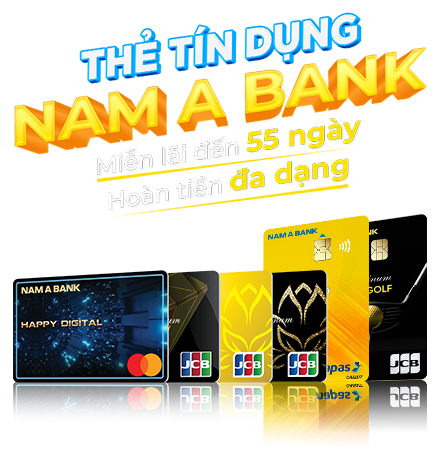 THẺ TÍN DỤNG
NAM A BANK
Miễn lãi đến 55 ngày
Hoàn tiền đa dạng
NAM A BANK
HAPPY DIGITAL
JCB
JCB
JCB
NAM A BANK
GOLF
JCB